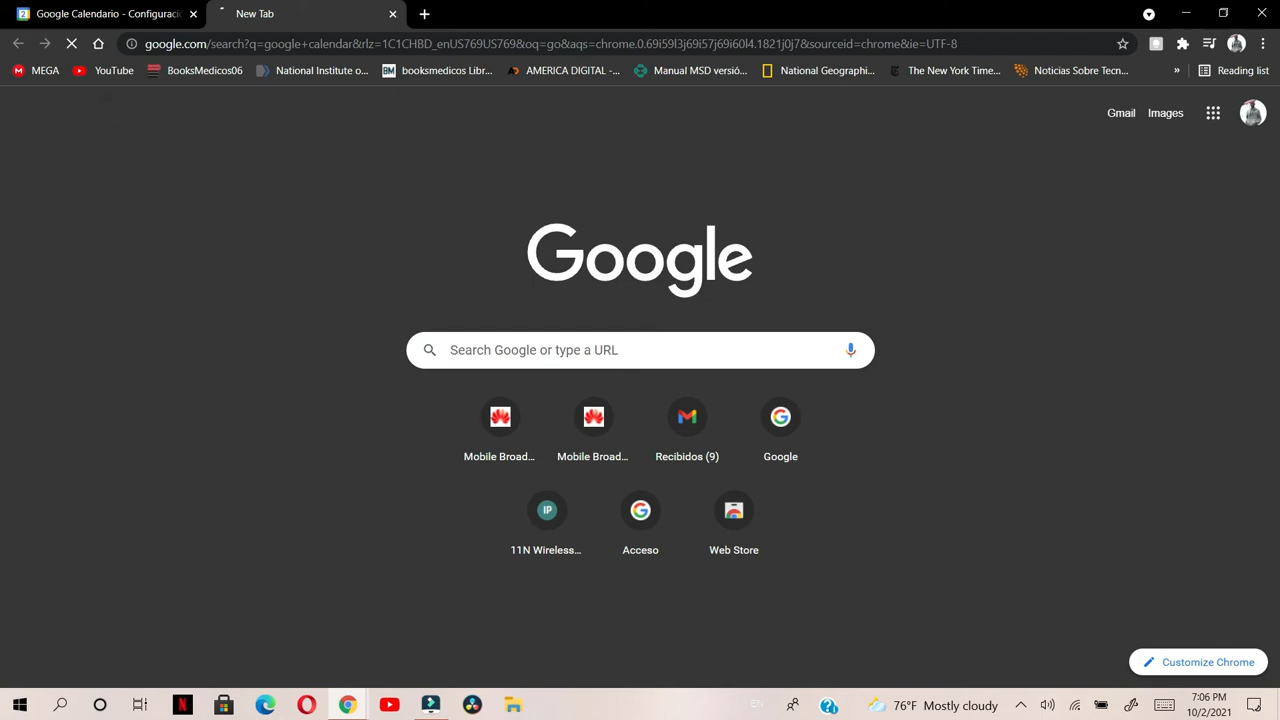 Google Calendario - Configuraci
New Tab
google.com/search?q=google+calendar&rlz=1C1CHBD_enUS769US769&oq=go&aqs=chrome.0.69i59l3j69i57j69i60l4.1821j0j7&sourceid=chrome&ie=UTF-8
MEGA YouTube BooksMedicos06 National Institute o... booksmedicos Libr... AMERICA DIGITAL -... Manual MSD versió... NationalGeographi... The New York Time... Noticias Sobre Tecn... » Reading list
Gmail Images
Google
Search Google or type a URL
Mobile Broad... Mobile Broad... Recibidos (9) Google
IP
11N Wireless... Acceso Web Store
Customize Chrome
EN 76°F Mostly cloudy 7:06 PM
10/2/2021